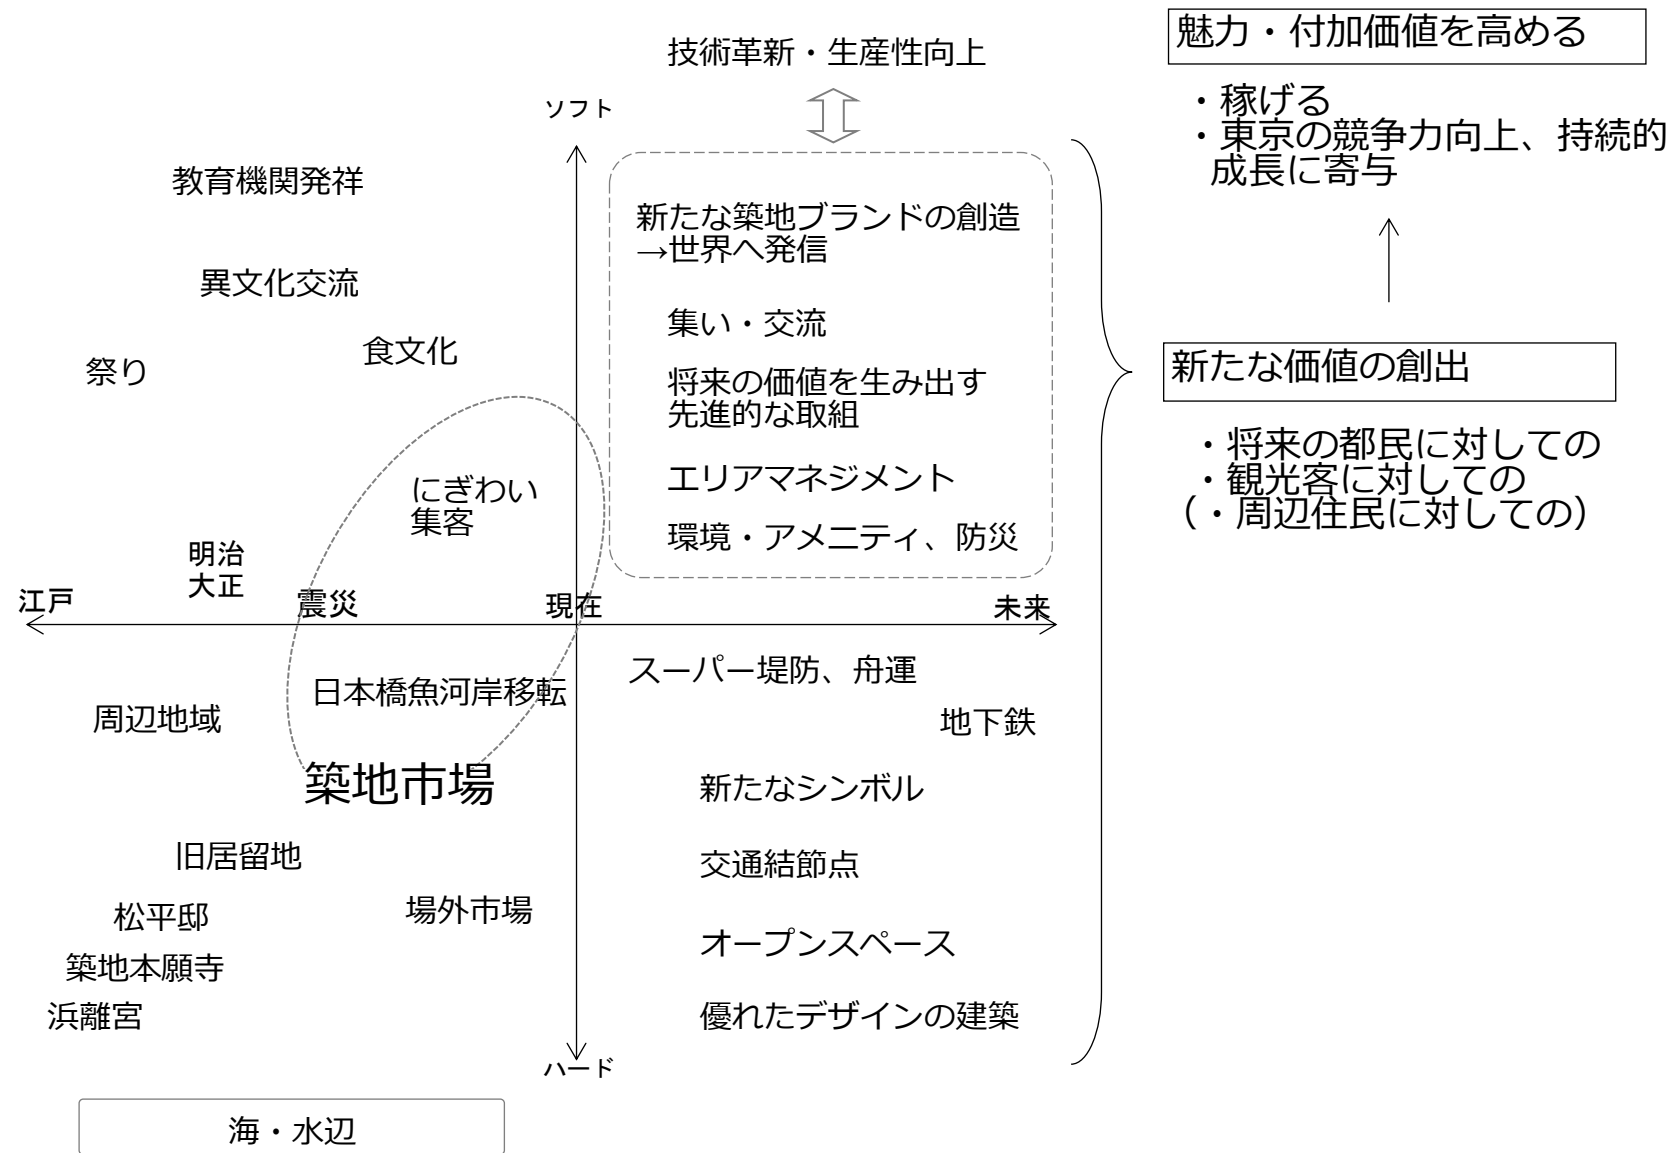 技術革新・生産性向上
ソフト
教育機関発祥
異文化交流
食文化
祭り
にぎわい
集客
新たな築地ブランドの創造
→世界へ発信
集い・交流
将来の価値を生み出す
先進的な取組
エリアマネジメント
環境・アメニティ、防災
江戸
明治
大正
震災
現在
未来
日本橋魚河岸移転
周辺地域
築地市場
旧居留地
松平邸
場外市場
築地本願寺
浜離宮
スーパー堤防、舟運
地下鉄
新たなシンボル
交通結節点
オープンスペース
優れたデザインの建築
ハード
海・水辺
魅力・付加価値を高める
・稼げる
・東京の競争力向上、持続的
成長に寄与
新たな価値の創出
・将来の都民に対しての
・観光客に対しての
（・周辺住民に対しての）